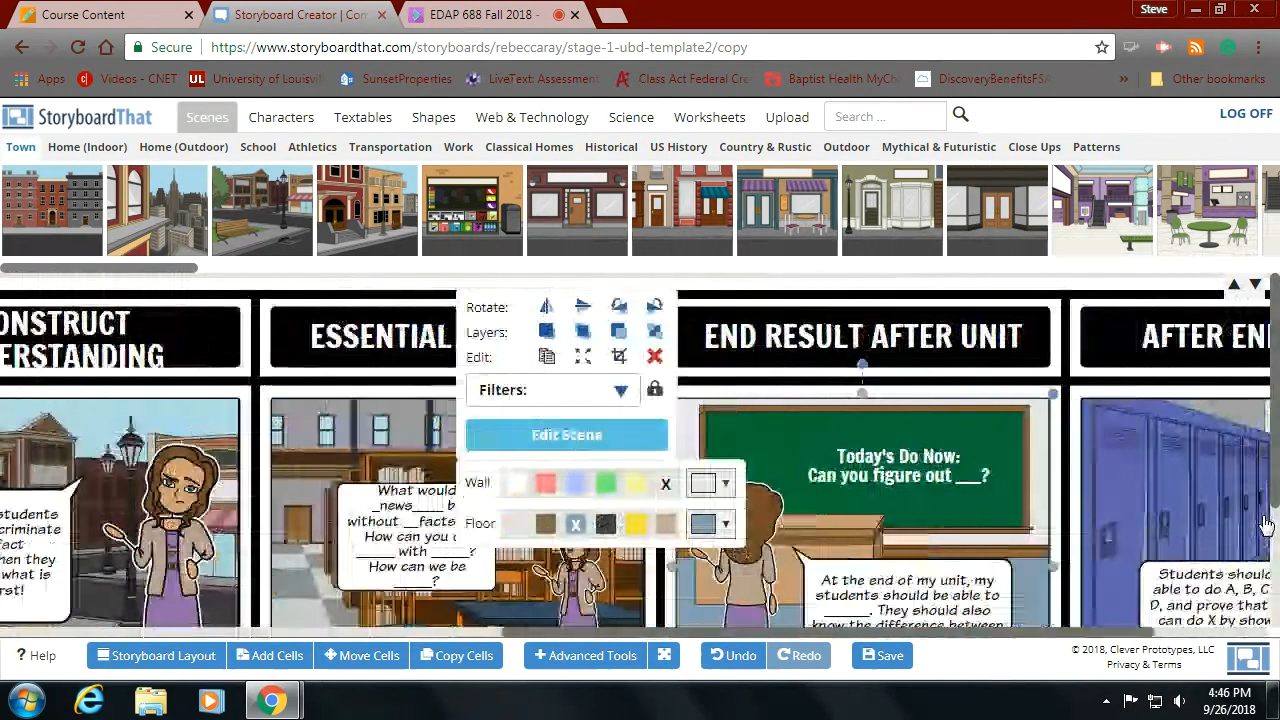 Course Content
Storyboard Creator | Con
EDAP 688 Fall 2018 -
Steve
Secure
https://www.storyboardthat.com/storyboards/rebeccaray/stage-1-ubd-template2/copy
Apps
Videos - CNET
UL University of Louisvil
SunsetProperties
LiveText: Assessment
Class Act Federal Cre
Baptist Health MyCh
DiscoveryBenefitsFSA
Other bookmarks
StoryboardThat
Scenes
Characters
Textables
Shapes
Web & Technology
Science
Worksheets
Upload
Search ...
LOG OFF
Town
Home (Indoor)
Home (Outdoor)
School
Athletics
Transportation
Work
Classical Homes
Historical
US History
Country & Rustic
Outdoor
Mythical & Futuristic
Close Ups
Patterns
ONSTRUCT
ERSTANDING
ESSENTIAL
END RESULT AFTER UNIT
AFTER EN
Rotate:
Layers:
Edit:
Filters:
Edit Scene
Wall
X
Floor
X
students
criminate
fact
hen they
what is
rst!
What would
_news____ b
without __facts
How can you
_____ with _____?
How can we be
_____?
Today's Do Now:
Can you figure out ___?
At the end of my unit, my
students should be able to
_______. They should also
know the difference between
Students should
able to do A, B, C
D, and prove that
can do X by show
? Help
Storyboard Layout
Add Cells
Move Cells
Copy Cells
Advanced Tools
Undo
Redo
Save
© 2018, Clever Prototypes, LLC
Privacy & Terms
4:46 PM
9/26/2018